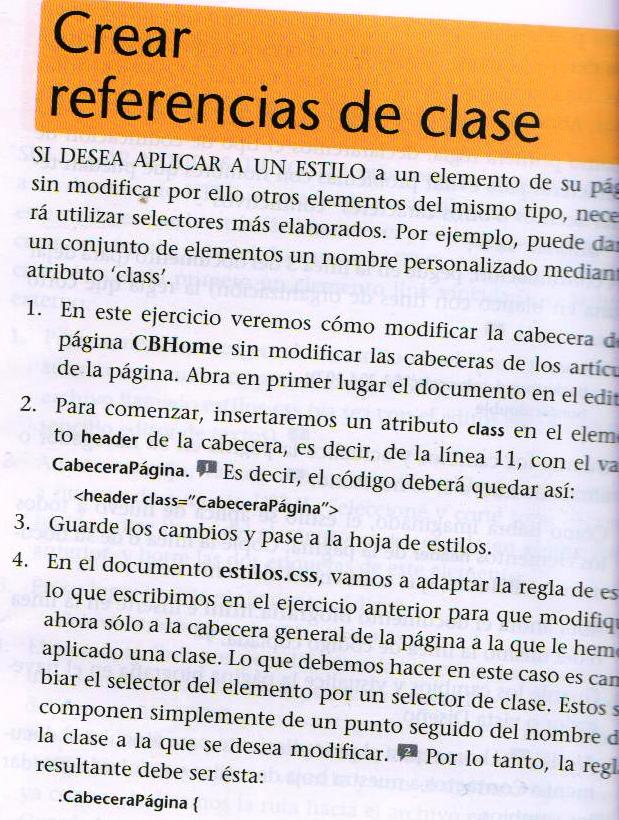 Crear
referencias de clase
SI DESEA APLICAR A UN ESTILO a un elemento de su pág
sin modificar por ello otros elementos del mismo tipo, nece
rá utilizar selectores más elaborados. Por ejemplo, puede da
un conjunto de elementos un nombre personalizado median
atributo ‘class’.
1. En este ejercicio veremos cómo modificar la cabecera d
página CBHome sin modificar las cabeceras de los artíc
de la página. Abra en primer lugar el documento en el edit
2. Para comenzar, insertaremos un atributo class en el eleme
to header de la cabecera, es decir, de la línea 11, con el va
CabeceraPágina. 1 Es decir, el código deberá quedar así:
<header class="CabeceraPágina">
3. Guarde los cambios y pase a la hoja de estilos.
4. En el documento estilos.css, vamos a adaptar la regla de es
lo que escribimos en el ejercicio anterior para que modifiq
ahora sólo a la cabecera general de la página a la que le hem
aplicado una clase. Lo que debemos hacer en este caso es cam
biar el selector del elemento por un selector de clase. Estos s
componen simplemente de un punto seguido del nombre d
la clase a la que se desea modificar. 2 Por lo tanto, la regla
resultante debe ser ésta:
.CabeceraPágina {